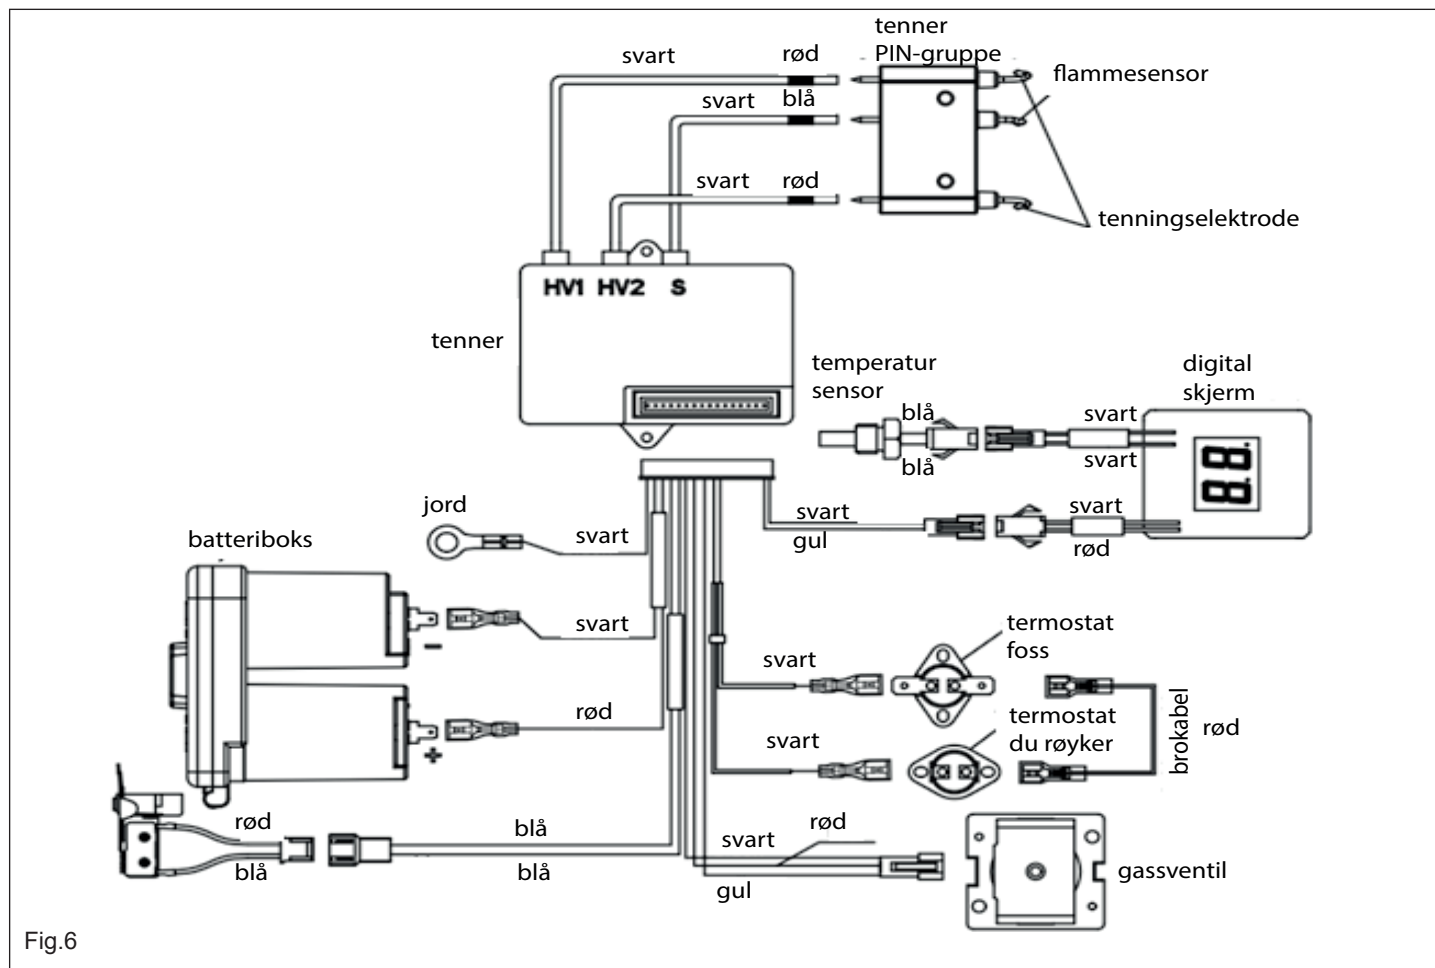 tenner
PIN-gruppe
svart
rød
flammesensor
svart
blå
svart
rød
tenningselektrode
HV1 HV2 S
tenner
temperatur
sensor
digital
skjerm
blå
svart
blå
svart
jord
svart
svart
gul
svart
rød
batteriboks
svart
-
termostat
foss
svart
rød
+
termostat
du røyker
svart
brokabel
rød
rød
blå
blå
blå
svart
rød
gul
gassventil
88
Fig.6